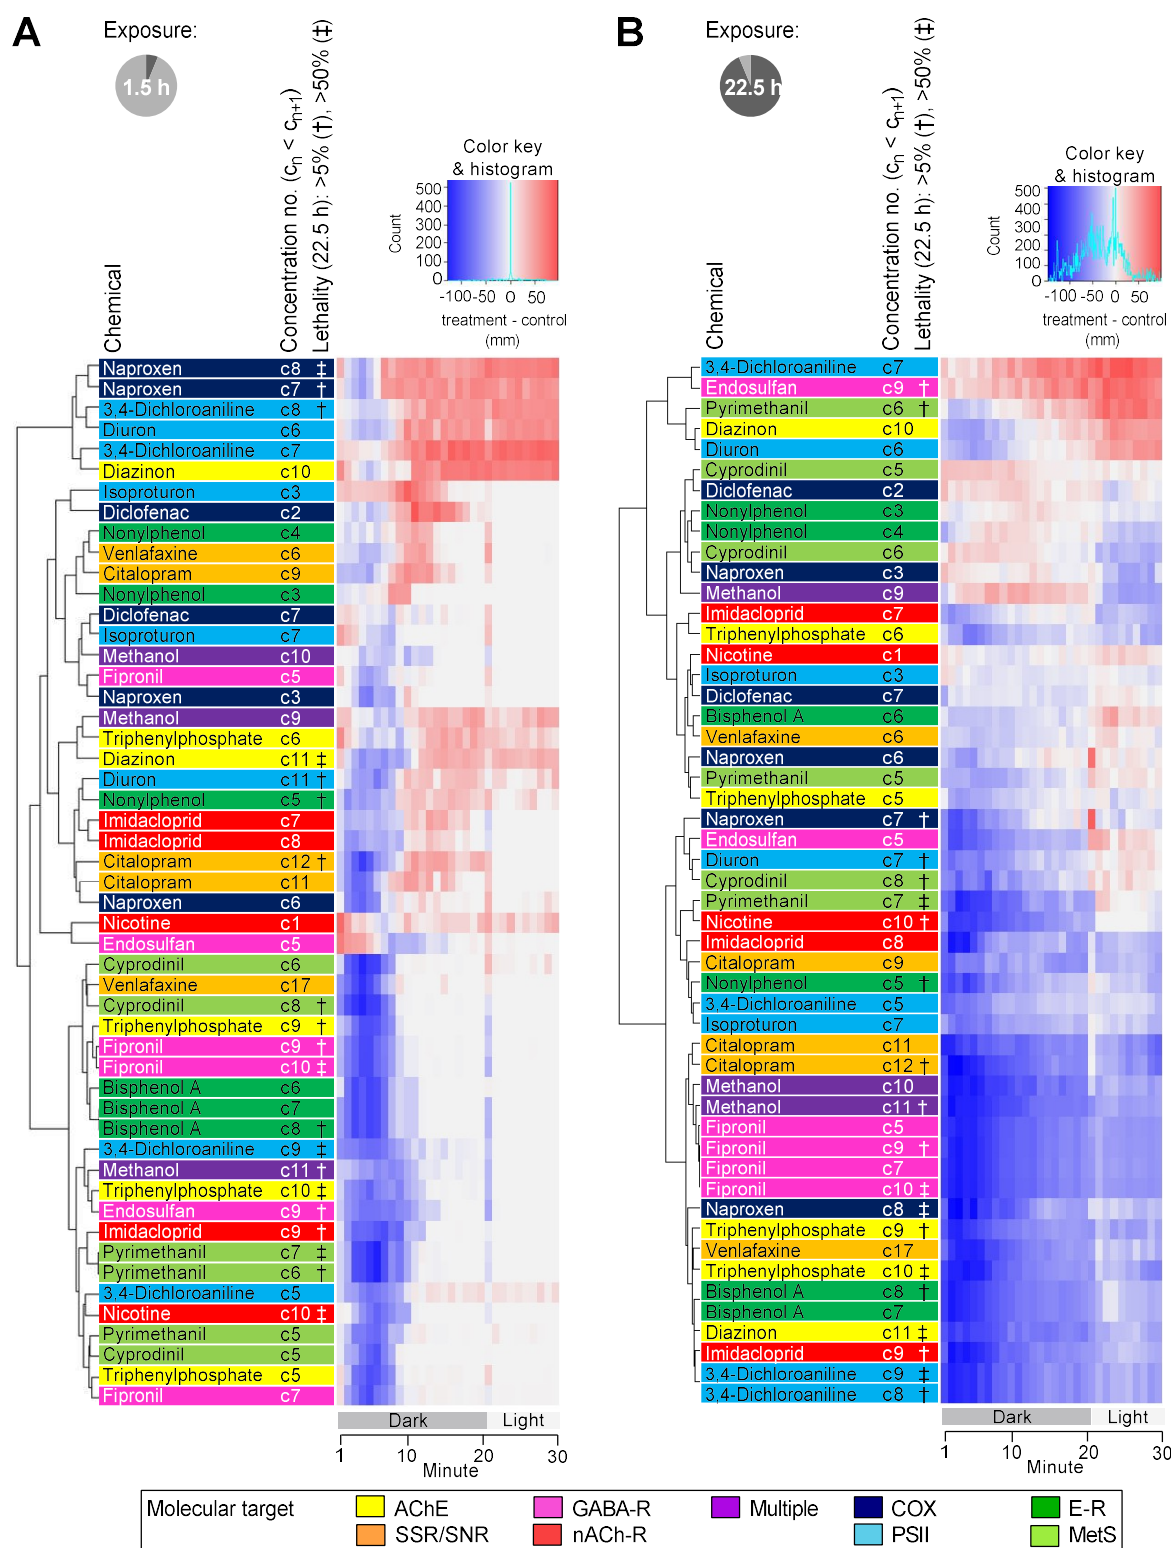 A
Exposure:
1.5 h
Chemical
Concentration no. (cn < cn+1)
Lethality (22.5 h): >5% (†), >50% (‡)
Color key
& histogram
Count
500
400
300
200
100
0
-100 -50 0 50
treatment - control
(mm)
Naproxen c8 ‡
Naproxen c7 †
3,4-Dichloroaniline c8 †
Diuron c6
3,4-Dichloroaniline c7
Diazinon c10
Isoproturon c3
Diclofenac c2
Nonylphenol c4
Venlafaxine c6
Citalopram c9
Nonylphenol c3
Diclofenac c7
Isoproturon c7
Methanol c10
Fipronil c5
Naproxen c3
Methanol c9
Triphenylphosphate c6
Diazinon c11 ‡
Diuron c11 †
Nonylphenol c5 †
Imidacloprid c7
Imidacloprid c8
Citalopram c12 †
Citalopram c11
Naproxen c6
Nicotine c1
Endosulfan c5
Cyprodinil c6
Venlafaxine c17
Cyprodinil c8 †
Triphenylphosphate c9 †
Fipronil c9 †
Fipronil c10 ‡
Bisphenol A c6
Bisphenol A c7
Bisphenol A c8 †
3,4-Dichloroaniline c9 ‡
Methanol c11 †
Triphenylphosphate c10 ‡
Endosulfan c9 †
Imidacloprid c9 †
Pyrimethanil c7 ‡
Pyrimethanil c6 †
3,4-Dichloroaniline c5
Nicotine c10 ‡
Pyrimethanil c5
Cyprodinil c5
Triphenylphosphate c5
Fipronil c7
Dark Light
1 10 20 30
Minute
B
Exposure:
22.5 h
Chemical
Concentration no. (cn < cn+1)
Lethality (22.5 h): >5% (†), >50% (‡)
Color key
& histogram
Count
500
400
300
200
100
0
-100 -50 0 50
treatment - control
(mm)
3,4-Dichloroaniline c7
Endosulfan c9 †
Pyrimethanil c6 †
Diazinon c10
Diuron c6
Cyprodinil c5
Diclofenac c2
Nonylphenol c3
Nonylphenol c4
Cyprodinil c6
Naproxen c3
Methanol c9
Imidacloprid c7
Triphenylphosphate c6
Nicotine c1
Isoproturon c3
Diclofenac c7
Bisphenol A c6
Venlafaxine c6
Naproxen c6
Pyrimethanil c5
Triphenylphosphate c5
Naproxen c7 †
Endosulfan c5
Diuron c7 †
Cyprodinil c8 †
Pyrimethanil c7 ‡
Nicotine c10 †
Imidacloprid c8
Citalopram c9
Nonylphenol c5 †
3,4-Dichloroaniline c5
Isoproturon c7
Citalopram c11
Citalopram c12 †
Methanol c10
Methanol c11 †
Fipronil c5
Fipronil c9 †
Fipronil c7
Fipronil c10 ‡
Naproxen c8 ‡
Triphenylphosphate c9 †
Venlafaxine c17
Triphenylphosphate c10 ‡
Bisphenol A c8 †
Bisphenol A c7
Diazinon c11 ‡
Imidacloprid c9 †
3,4-Dichloroaniline c9 ‡
3,4-Dichloroaniline c8 †
Dark Light
1 10 20 30
Minute
Molecular target
AChE GABA-R Multiple COX E-R
SSR/SNR nACh-R PSII MetS